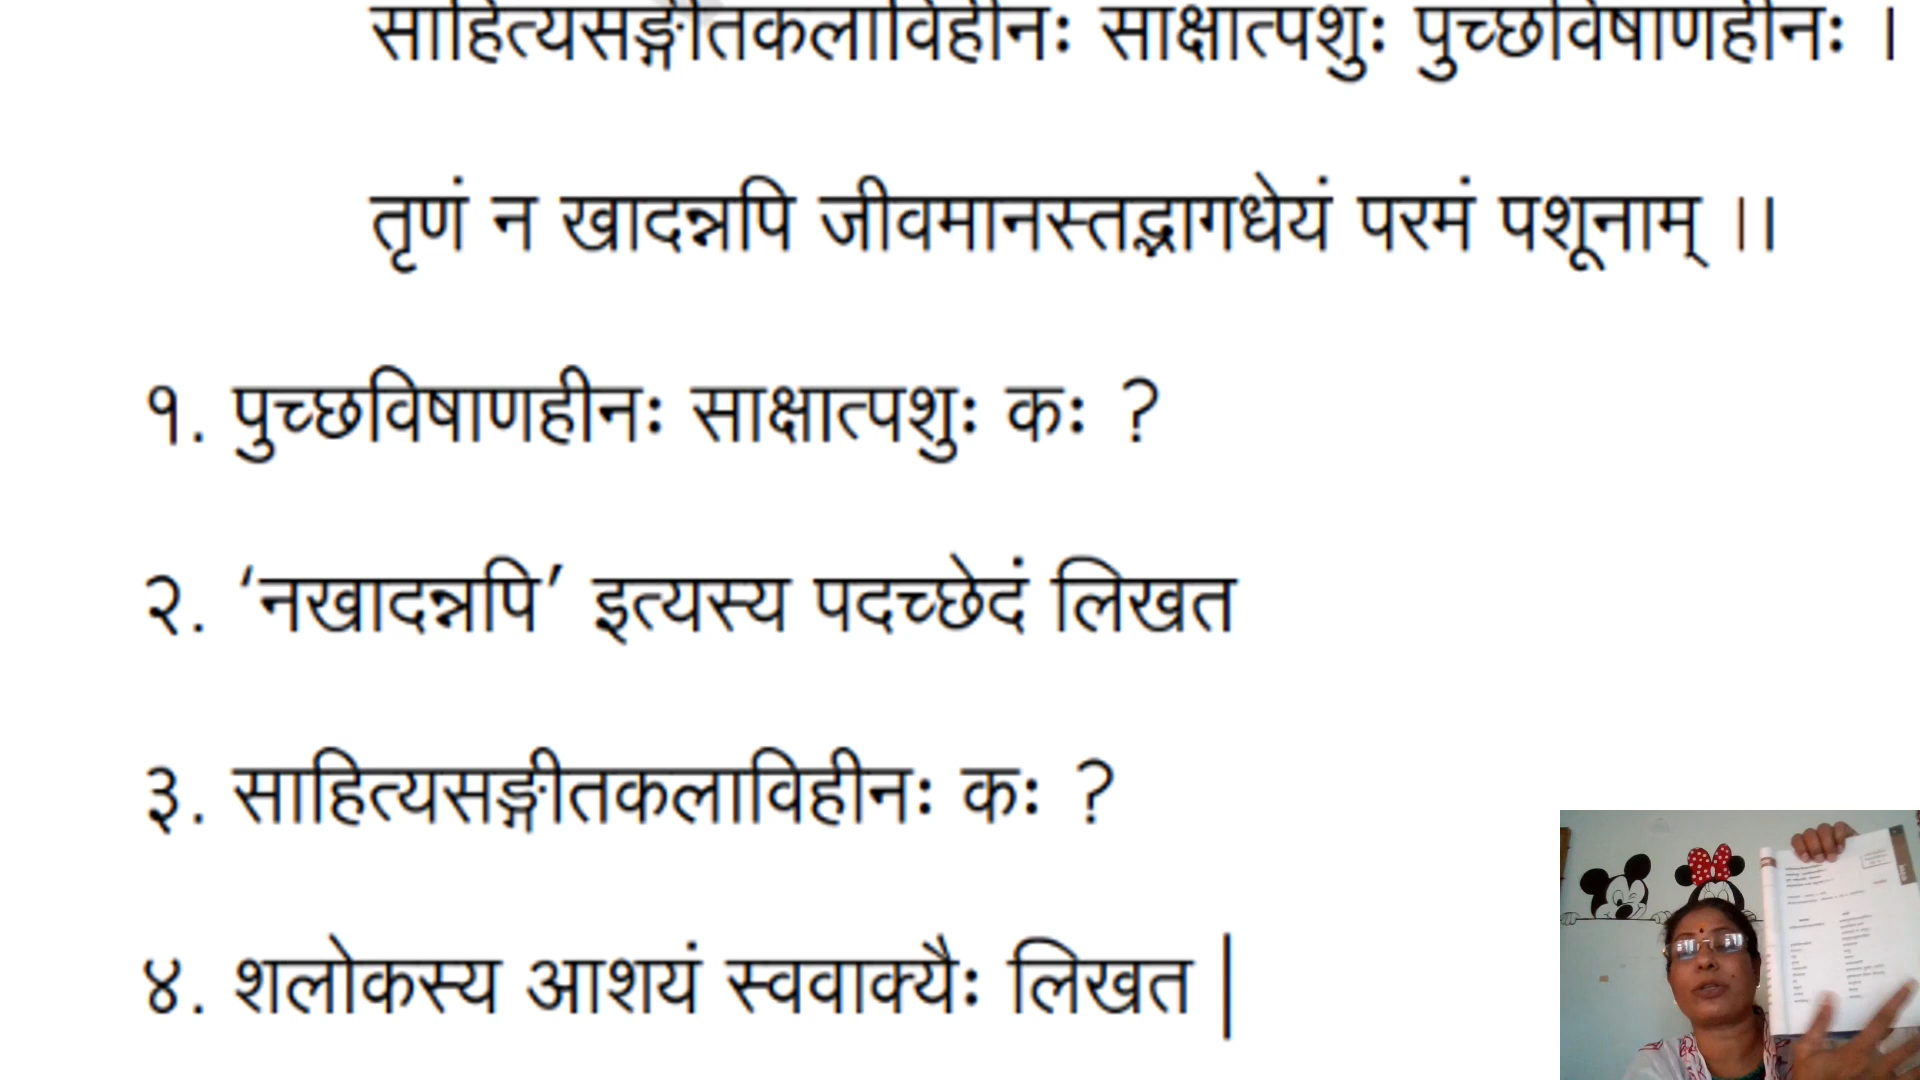 साहित्यसङ्गीतकलाविहीनः साक्षात्पशुः पुच्छविषाणहीनः ।
तृणं न खादन्नपि जीवमानस्तद्भागधेयं परमं पशूनाम् ।।
१. पुच्छविषाणहीनः साक्षात्पशुः कः ?
२. ‘नखादन्नपि’ इत्यस्य पदच्छेदं लिखत
३. साहित्यसङ्गीतकलाविहीनः कः ?
४. शलोकस्य आशयं स्ववाक्यैः लिखत |